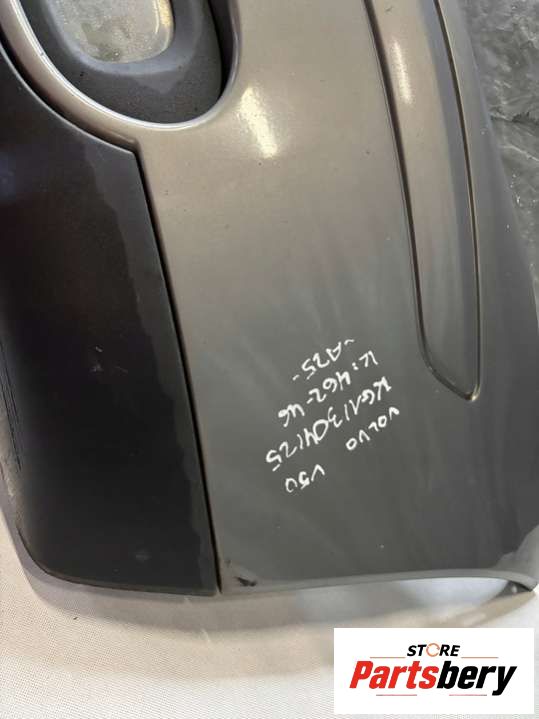 VOLVO V50
KGA1304125
K: 462-46
-A25-
STORE
Partsbery